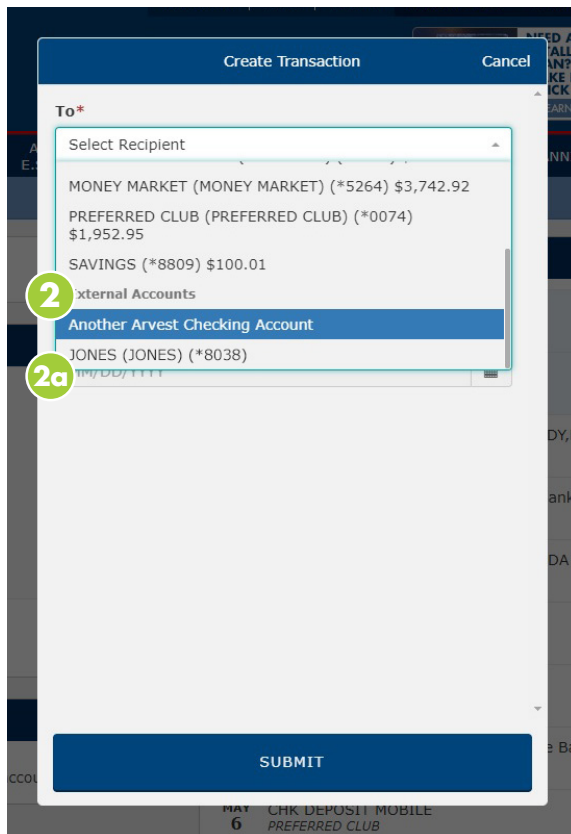 Create Transaction
Cancel
To*
Select Recipient
MONEY MARKET (MONEY MARKET) (*5264) $3,742.92
PREFERRED CLUB (PREFERRED CLUB) (*0074)
$1,952.95
SAVINGS (*8809) $100.01
2
External Accounts
Another Arvest Checking Account
JONES (JONES) (*8038)
2a
MM/DD/YYYY
SUBMIT
MAY
6
CHK DEPOSIT MOBILE
PREFERRED CLUB